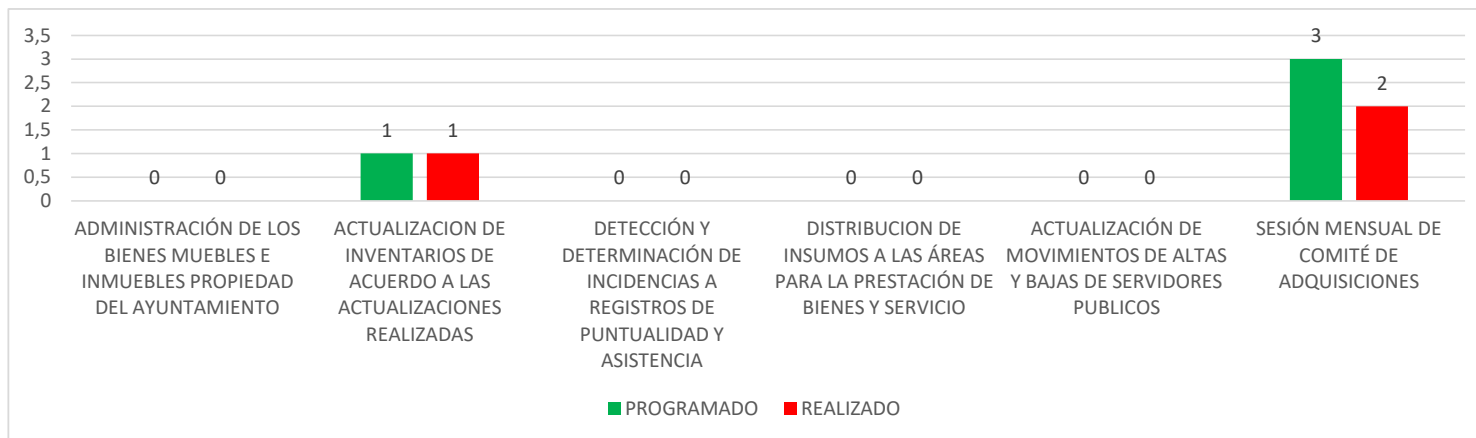 3,5
3
2,5
2
1,5
1
0,5
0
0 0
1 1
0 0
0 0
0 0
3 2
ADMINISTRACIÓN DE LOS
BIENES MUEBLES E
INMUEBLES PROPIEDAD
DEL AYUNTAMIENTO
ACTUALIZACION DE
INVENTARIOS DE
ACUERDO A LAS
ACTUALIZACIONES
REALIZADAS
DETECCIÓN Y
DETERMINACIÓN DE
INCIDENCIAS A
REGISTROS DE
PUNTUALIDAD Y
ASISTENCIA
DISTRIBUCION DE
INSUMOS A LAS ÁREAS
PARA LA PRESTACIÓN DE
BIENES Y SERVICIO
ACTUALIZACIÓN DE
MOVIMIENTOS DE ALTAS
Y BAJAS DE SERVIDORES
PUBLICOS
SESIÓN MENSUAL DE
COMITÉ DE
ADQUISICIONES
PROGRAMADO REALIZADO